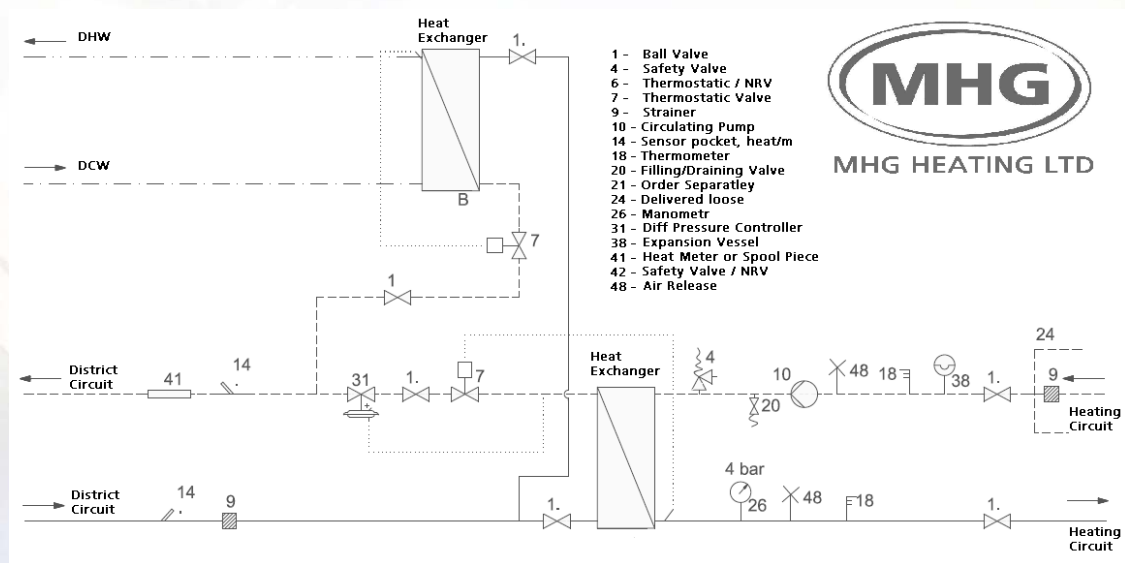 DHW
Heat
Exchanger
1.
DCW
B
7
1
1 - Ball Valve
4 - Safety Valve
6 - Thermostatic / NRV
7 - Thermostatic Valve
9 - Strainer
10 - Circulating Pump
14 - Sensor pocket, heat/m
18 - Thermometer
20 - Filling/Draining Valve
21 - Order Separatley
24 - Delivered loose
26 - Manometr
31 - Diff Pressure Controller
38 - Expansion Vessel
41 - Heat Meter or Spool Piece
42 - Safety Valve / NRV
48 - Air Release
MHG
MHG HEATING LTD
District
Circuit
41
14
31
+
1.
7
Heat
Exchanger
4
20
10
48
18
38
1.
24
9
Heating
Circuit
District
Circuit
14
9
1.
4 bar
26
48
18
1.
Heating
Circuit